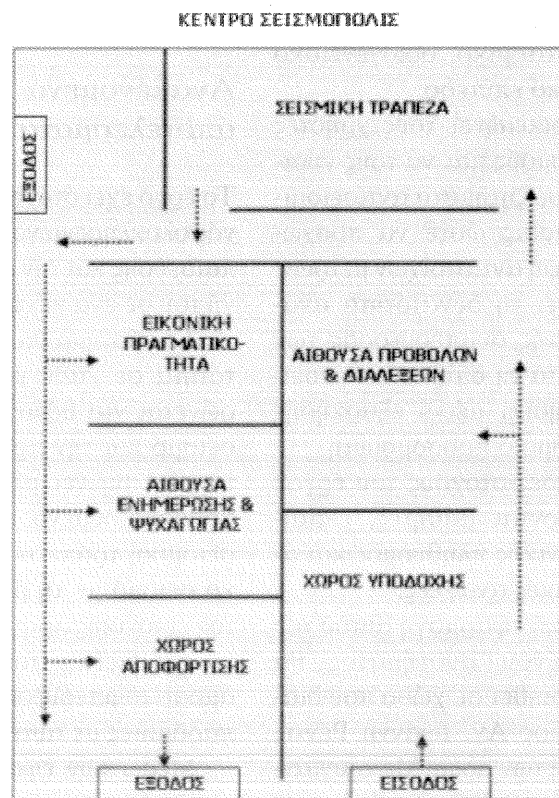 ΚΕΝΤΡΟ ΣΕΙΣΜΟΠΟΛΙΣ
ΣΕΙΣΜΙΚΗ ΤΡΑΠΕΖΑ
ΕΞΟΔΟΣ
ΕΙΚΟΝΙΚΗ
ΠΡΑΓΜΑΤΙΚΟ-
ΤΗΤΑ
ΑΙΘΟΥΣΑ ΠΡΟΒΟΛΩΝ
& ΔΙΑΛΕΞΕΩΝ
ΑΙΘΟΥΣΑ
ΕΝΗΜΕΡΩΣΗΣ &
ΨΥΧΑΓΩΓΙΑΣ
ΧΩΡΟΣ ΥΠΟΔΟΧΗΣ
ΧΩΡΟΣ
ΑΠΟΦΟΡΤΙΣΗΣ
ΕΞΟΔΟΣ
ΕΙΣΟΔΟΣ